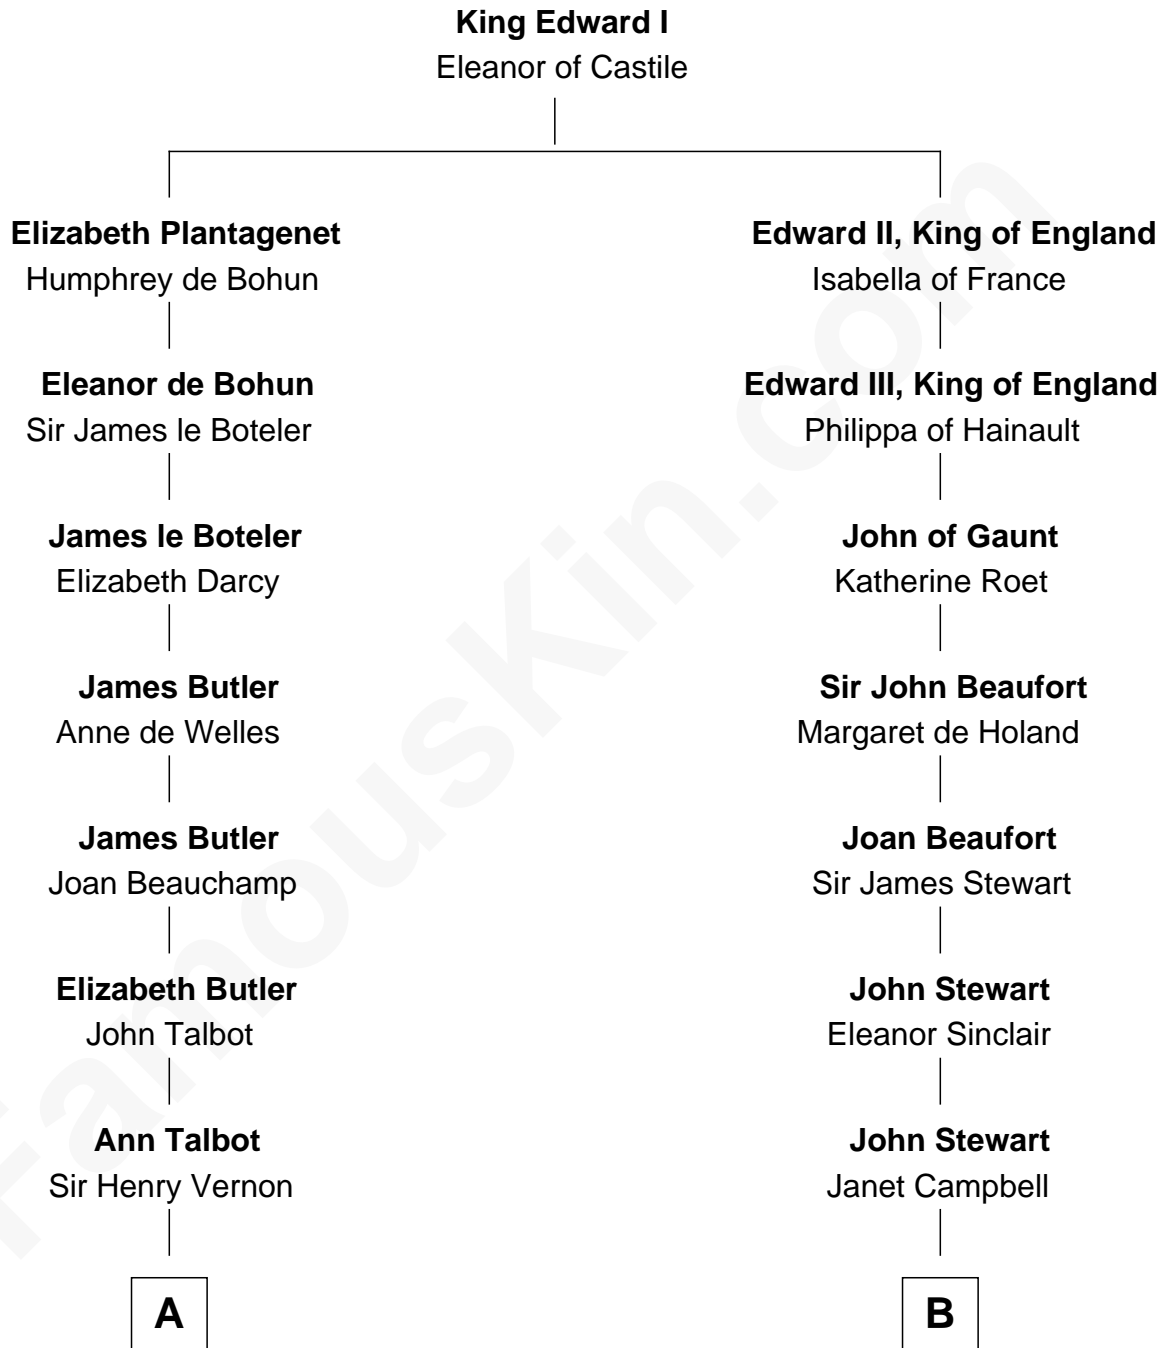 King Edward I
Eleanor of Castile
Elizabeth Plantagenet
Humphrey de Bohun
Edward II, King of England
Isabella of France
Eleanor de Bohun
Sir James le Boteler
Edward III, King of England
Philippa of Hainault
James le Boteler
Elizabeth Darcy
John of Gaunt
Katherine Roet
James Butler
Anne de Welles
Sir John Beaufort
Margaret de Holand
James Butler
Joan Beauchamp
Joan Beaufort
Sir James Stewart
Elizabeth Butler
John Talbot
John Stewart
Eleanor Sinclair
Ann Talbot
Sir Henry Vernon
John Stewart
Janet Campbell
A
B
FamousKin.com